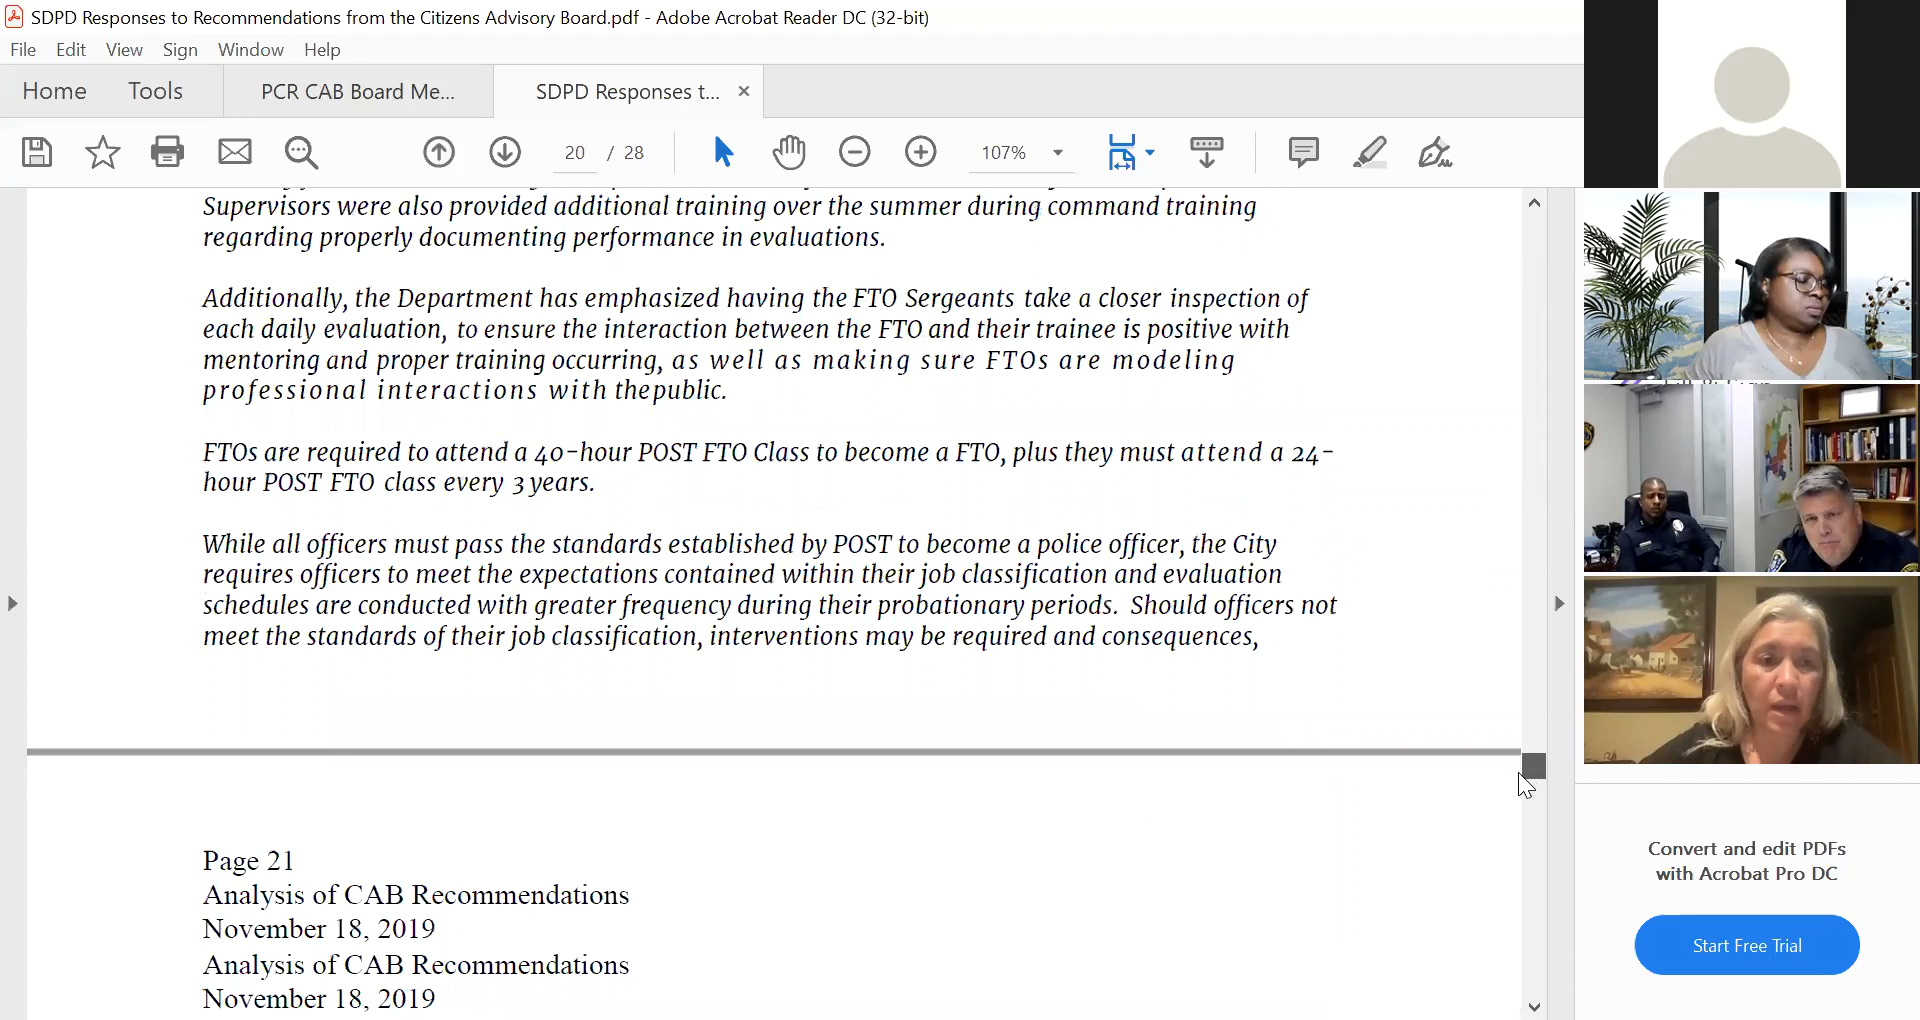 SDPD Responses to Recommendations from the Citizens Advisory Board.pdf - Adobe Acrobat Reader DC (32-bit)
File Edit View Sign Window Help
Home Tools PCR CAB Board Me... SDPD Responses t... ×
20 / 28 107%
Supervisors were also provided additional training over the summer during command training
regarding properly documenting performance in evaluations.
Additionally, the Department has emphasized having the FTO Sergeants take a closer inspection of
each daily evaluation, to ensure the interaction between the FTO and their trainee is positive with
mentoring and proper training occurring, as well as making sure FTOs are modeling
professional interactions with thepublic.
FTOs are required to attend a 40-hour POST FTO Class to become a FTO, plus they must attend a 24-
hour POST FTO class every 3 years.
While all officers must pass the standards established by POST to become a police officer, the City
requires officers to meet the expectations contained within their job classification and evaluation
schedules are conducted with greater frequency during their probationary periods. Should officers not
meet the standards of their job classification, interventions may be required and consequences,
Page 21
Analysis of CAB Recommendations
November 18, 2019
Analysis of CAB Recommendations
November 18, 2019
Convert and edit PDFs
with Acrobat Pro DC
Start Free Trial